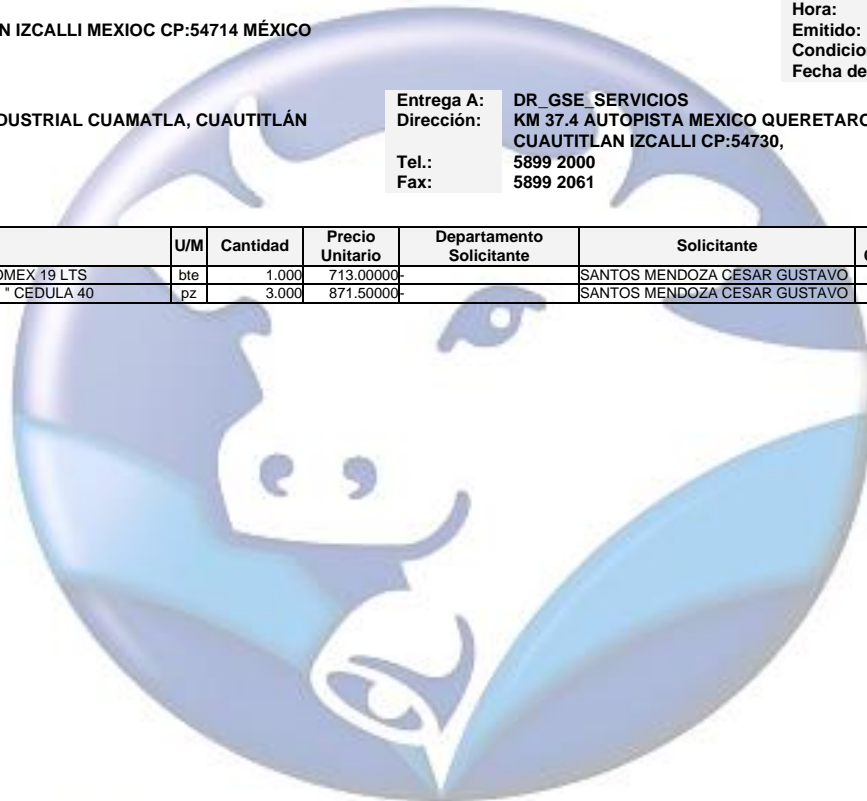 Hora:
N IZCALLI MEXIOC CP:54714 MÉXICO
Emitido:
Condicio
Fecha de
Entrega A: DR_GSE_SERVICIOS
DUSTRIAL CUAMATLA, CUAUTITLÁN
Dirección: KM 37.4 AUTOPISTA MEXICO QUERETARO
CUAUTITLAN IZCALLI CP:54730,
Tel.: 5899 2000
Fax: 5899 2061
U/M Cantidad Precio Unitario Departamento Solicitante Solicitante
OMEX 19 LTS bte 1.000 713.00000- SANTOS MENDOZA CESAR GUSTAVO
" CEDULA 40 pz 3.000 871.50000- SANTOS MENDOZA CESAR GUSTAVO